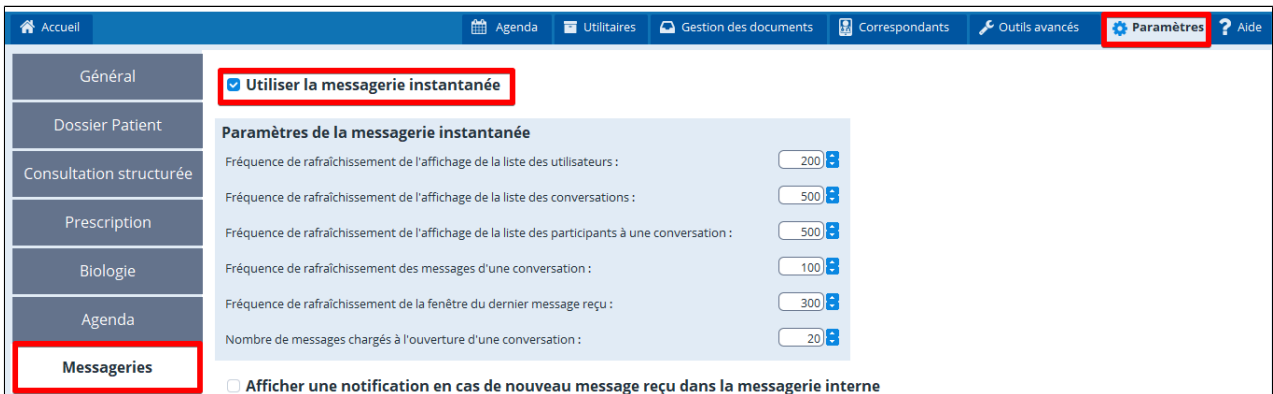 Accueil Agenda Utilitaires Gestion des documents Correspondants Outils avancés Paramètres ? Aide
Général
Dossier Patient
Consultation structurée
Prescription
Biologie
Agenda
Messageries
Utiliser la messagerie instantanée
Paramètres de la messagerie instantanée
Fréquence de rafraîchissement de l'affichage de la liste des utilisateurs : 200
Fréquence de rafraîchissement de l'affichage de la liste des conversations : 500
Fréquence de rafraîchissement de l'affichage de la liste des participants à une conversation : 500
Fréquence de rafraîchissement des messages d'une conversation : 100
Fréquence de rafraîchissement de la fenêtre du dernier message reçu : 300
Nombre de messages chargés à l'ouverture d'une conversation : 20
Afficher une notification en cas de nouveau message reçu dans la messagerie interne